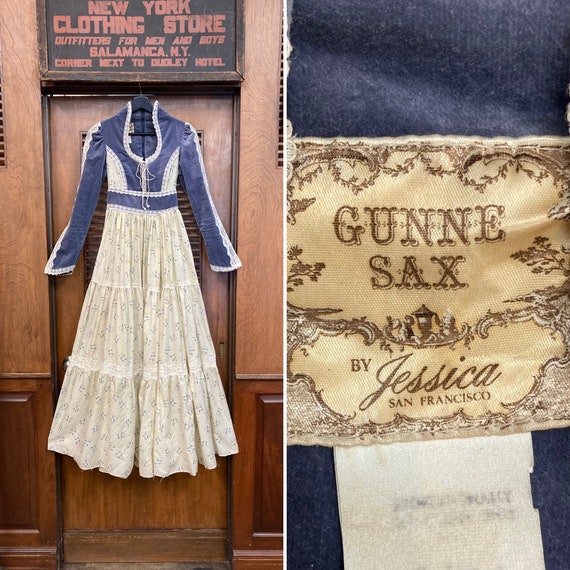 NEW YORK
CLOTHING STORE
OUTFITTERS FOR MEN AND BOYS
SALAMANCA, N.Y.
CORNER NEXT TO DUDLEY HOTEL
GUNNE
SAX
BY Jessica
SAN FRANCISCO